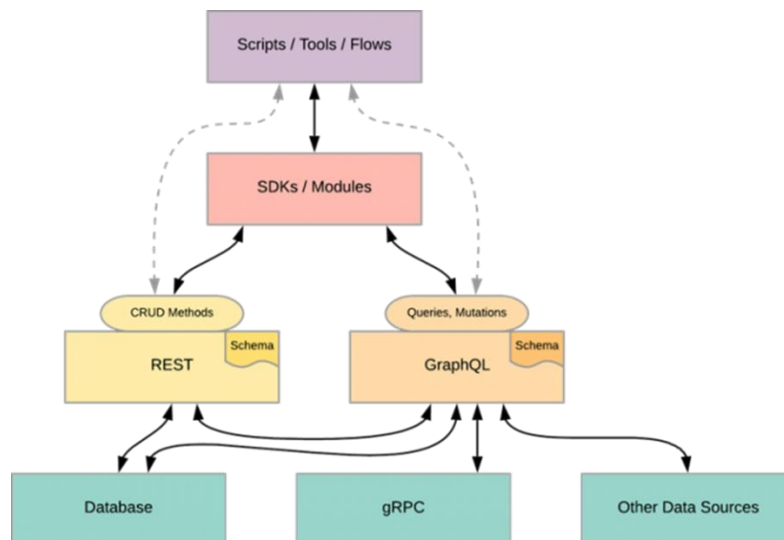 Scripts / Tools / Flows
SDKs / Modules
CRUD Methods
Queries, Mutations
Schema
REST
Schema
GraphQL
Database
gRPC
Other Data Sources